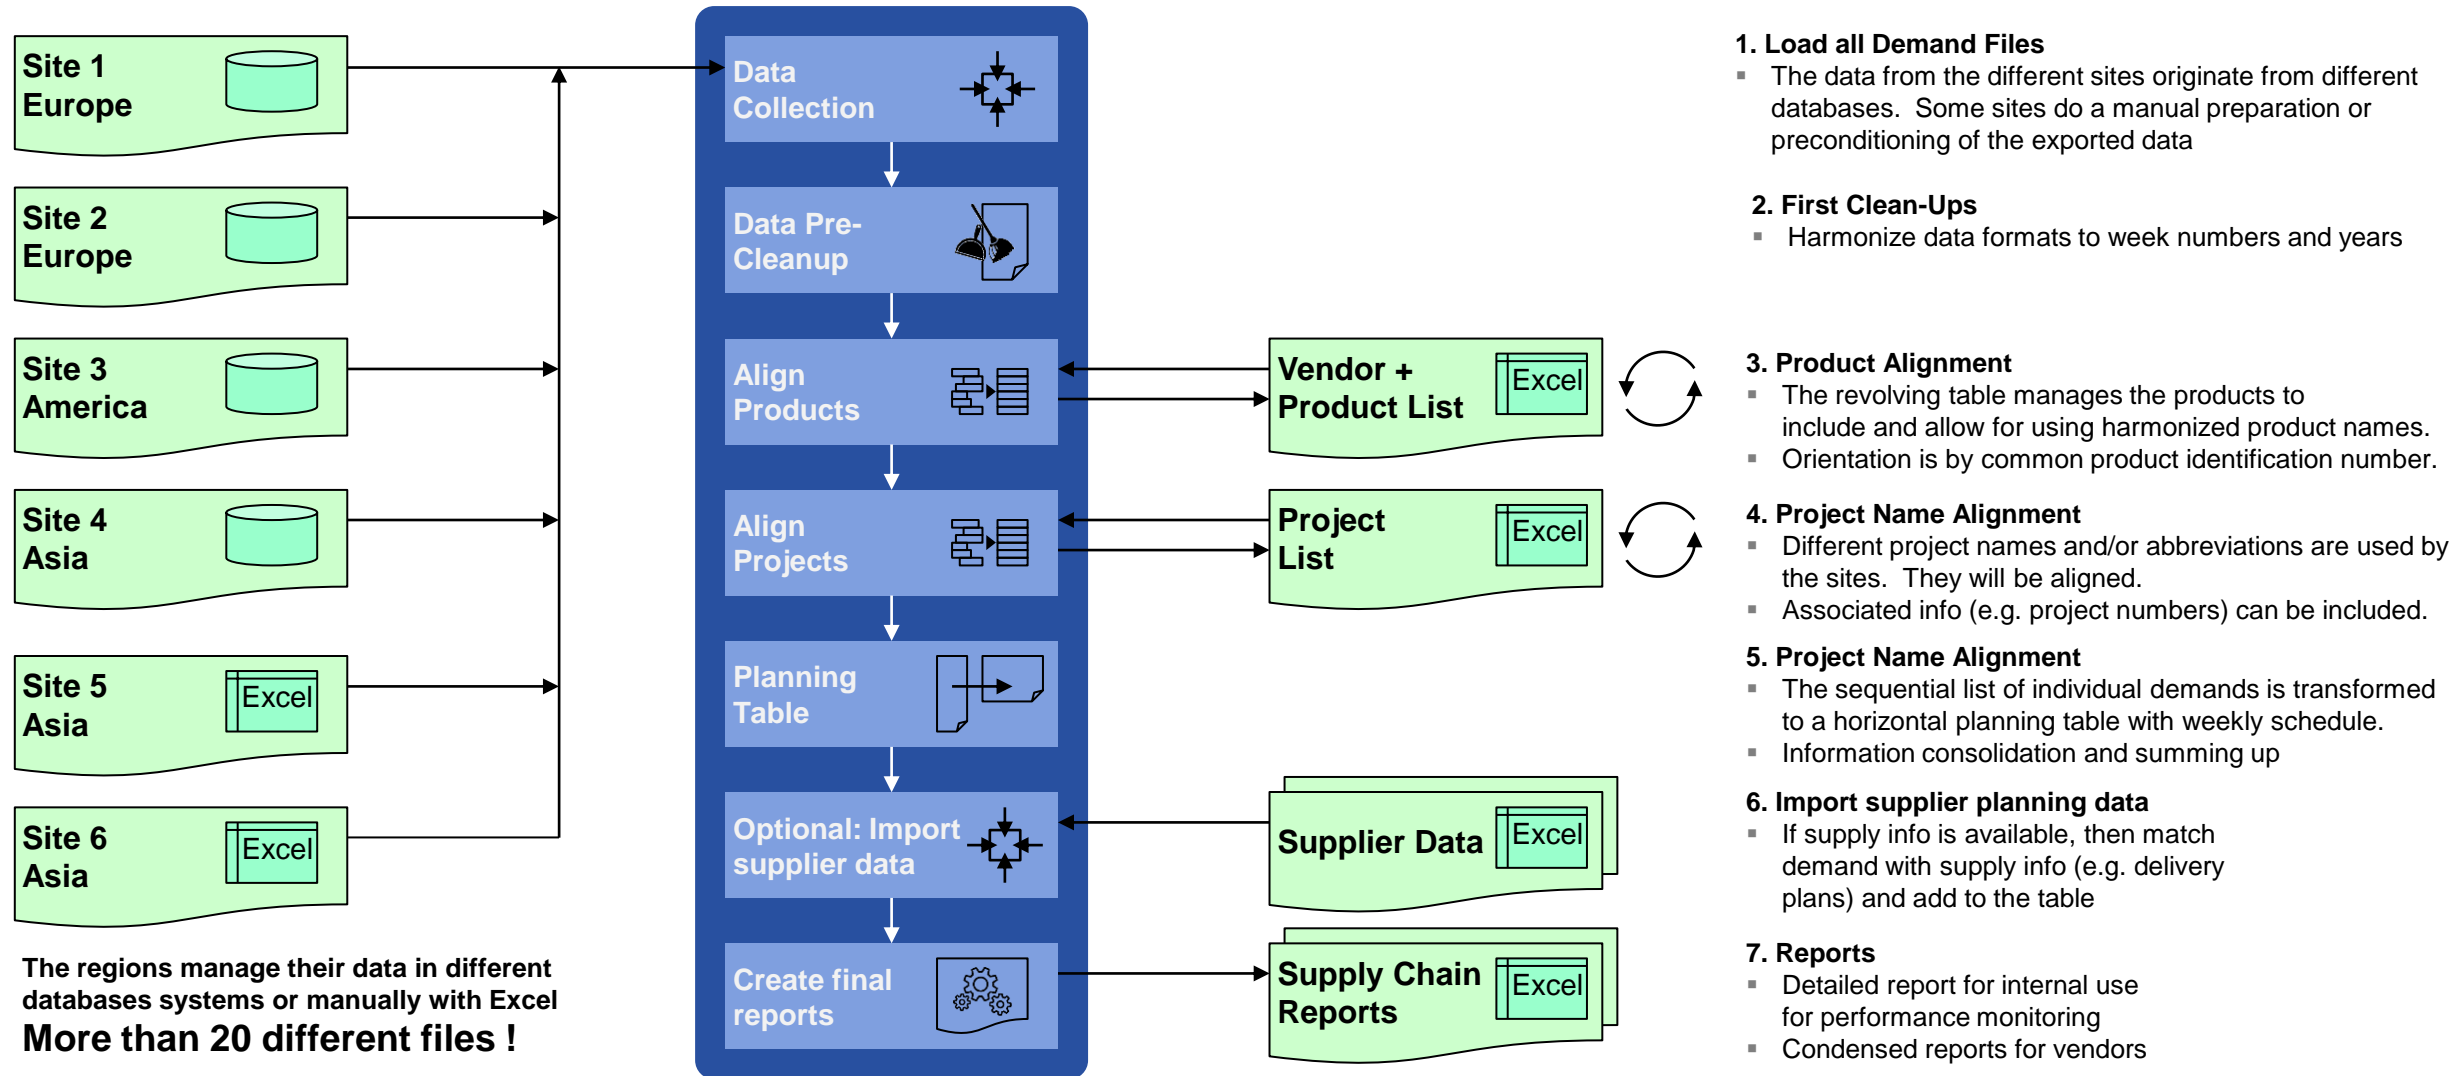 Site 1
Europe
Site 2
Europe
Site 3
America
Site 4
Asia
Site 5
Asia
Excel
Site 6
Asia
Excel
The regions manage their data in different
databases systems or manually with Excel
More than 20 different files !
Data
Collection
Data Pre-
Cleanup
Align
Products
Align
Projects
Planning
Table
Optional: Import
supplier data
Create final
reports
Vendor +
Product List
Excel
Project
List
Excel
Supplier Data
Excel
Supply Chain
Reports
Excel
1. Load all Demand Files
▪ The data from the different sites originate from different
databases.  Some sites do a manual preparation or
preconditioning of the exported data
2. First Clean-Ups
▪ Harmonize data formats to week numbers and years
3. Product Alignment
▪ The revolving table manages the products to
include and allow for using harmonized product names.
▪ Orientation is by common product identification number.
4. Project Name Alignment
▪ Different project names and/or abbreviations are used by
the sites.  They will be aligned.
▪ Associated info (e.g. project numbers) can be included.
5. Project Name Alignment
▪ The sequential list of individual demands is transformed
to a horizontal planning table with weekly schedule.
▪ Information consolidation and summing up
6. Import supplier planning data
▪ If supply info is available, then match
demand with supply info (e.g. delivery
plans) and add to the table
7. Reports
▪ Detailed report for internal use
for performance monitoring
▪ Condensed reports for vendors